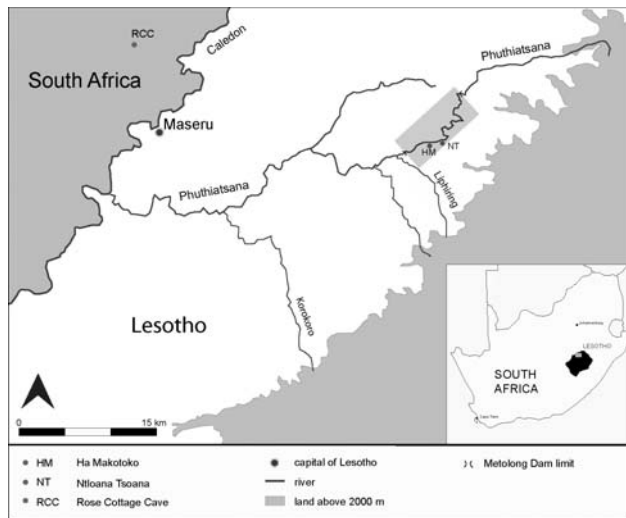 RCC
Caledon
Phuthiatsana
South Africa
Maseru
HM
NT
Liphiring
Phuthiatsana
Korokoro
Lesotho
LESOTHO
SOUTH
AFRICA
0 15 km
HM Ha Makotoko
NT Ntloana Tsoana
RCC Rose Cottage Cave
capital of Lesotho
river
land above 2000 m
Metolong Dam limit